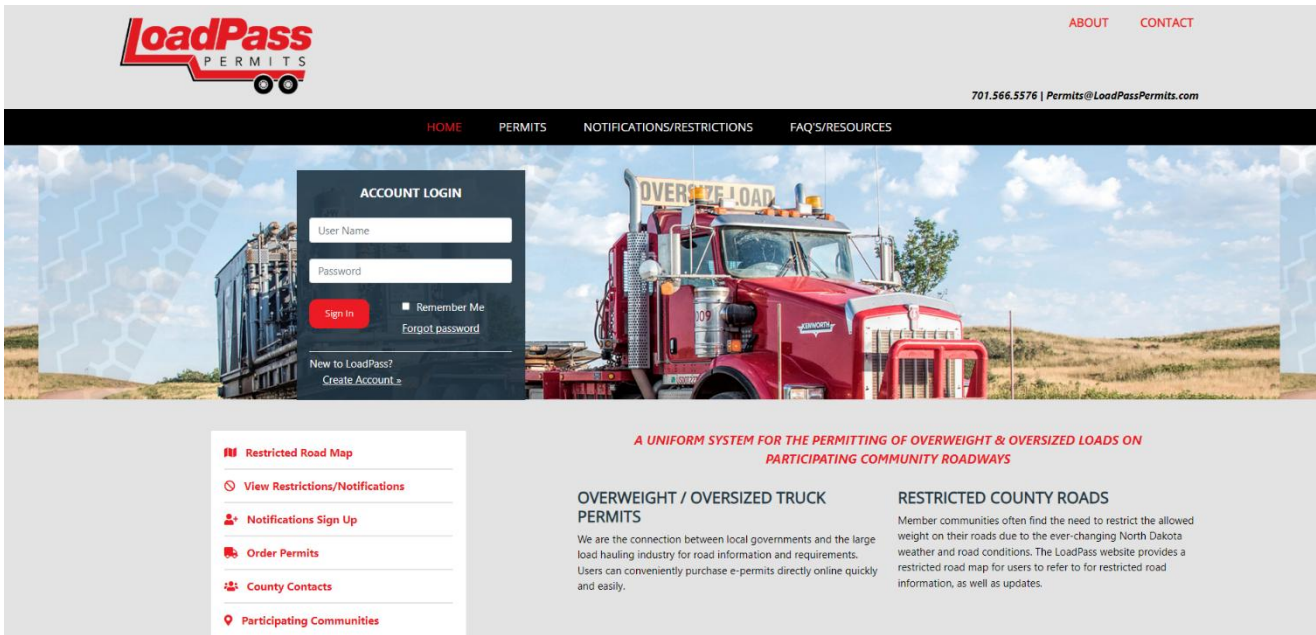 LoadPass
PERMITS
ABOUT CONTACT
701.566.5576 | Permits@LoadPassPermits.com
HOME PERMITS NOTIFICATIONS/RESTRICTIONS FAQ'S/RESOURCES
ACCOUNT LOGIN
User Name
Password
Sign In
Remember Me
Forgot password
New to LoadPass?
Create Account »
OVERSIZE LOAD
009
KENWORTH
Restricted Road Map
View Restrictions/Notifications
Notifications Sign Up
Order Permits
County Contacts
Participating Communities
A UNIFORM SYSTEM FOR THE PERMITTING OF OVERWEIGHT & OVERSIZED LOADS ON
PARTICIPATING COMMUNITY ROADWAYS
OVERWEIGHT / OVERSIZED TRUCK
PERMITS
We are the connection between local governments and the large
load hauling industry for road information and requirements.
Users can conveniently purchase e-permits directly online quickly
and easily.
RESTRICTED COUNTY ROADS
Member communities often find the need to restrict the allowed
weight on their roads due to the ever-changing North Dakota
weather and road conditions. The LoadPass website provides a
restricted road map for users to refer to for restricted road
information, as well as updates.